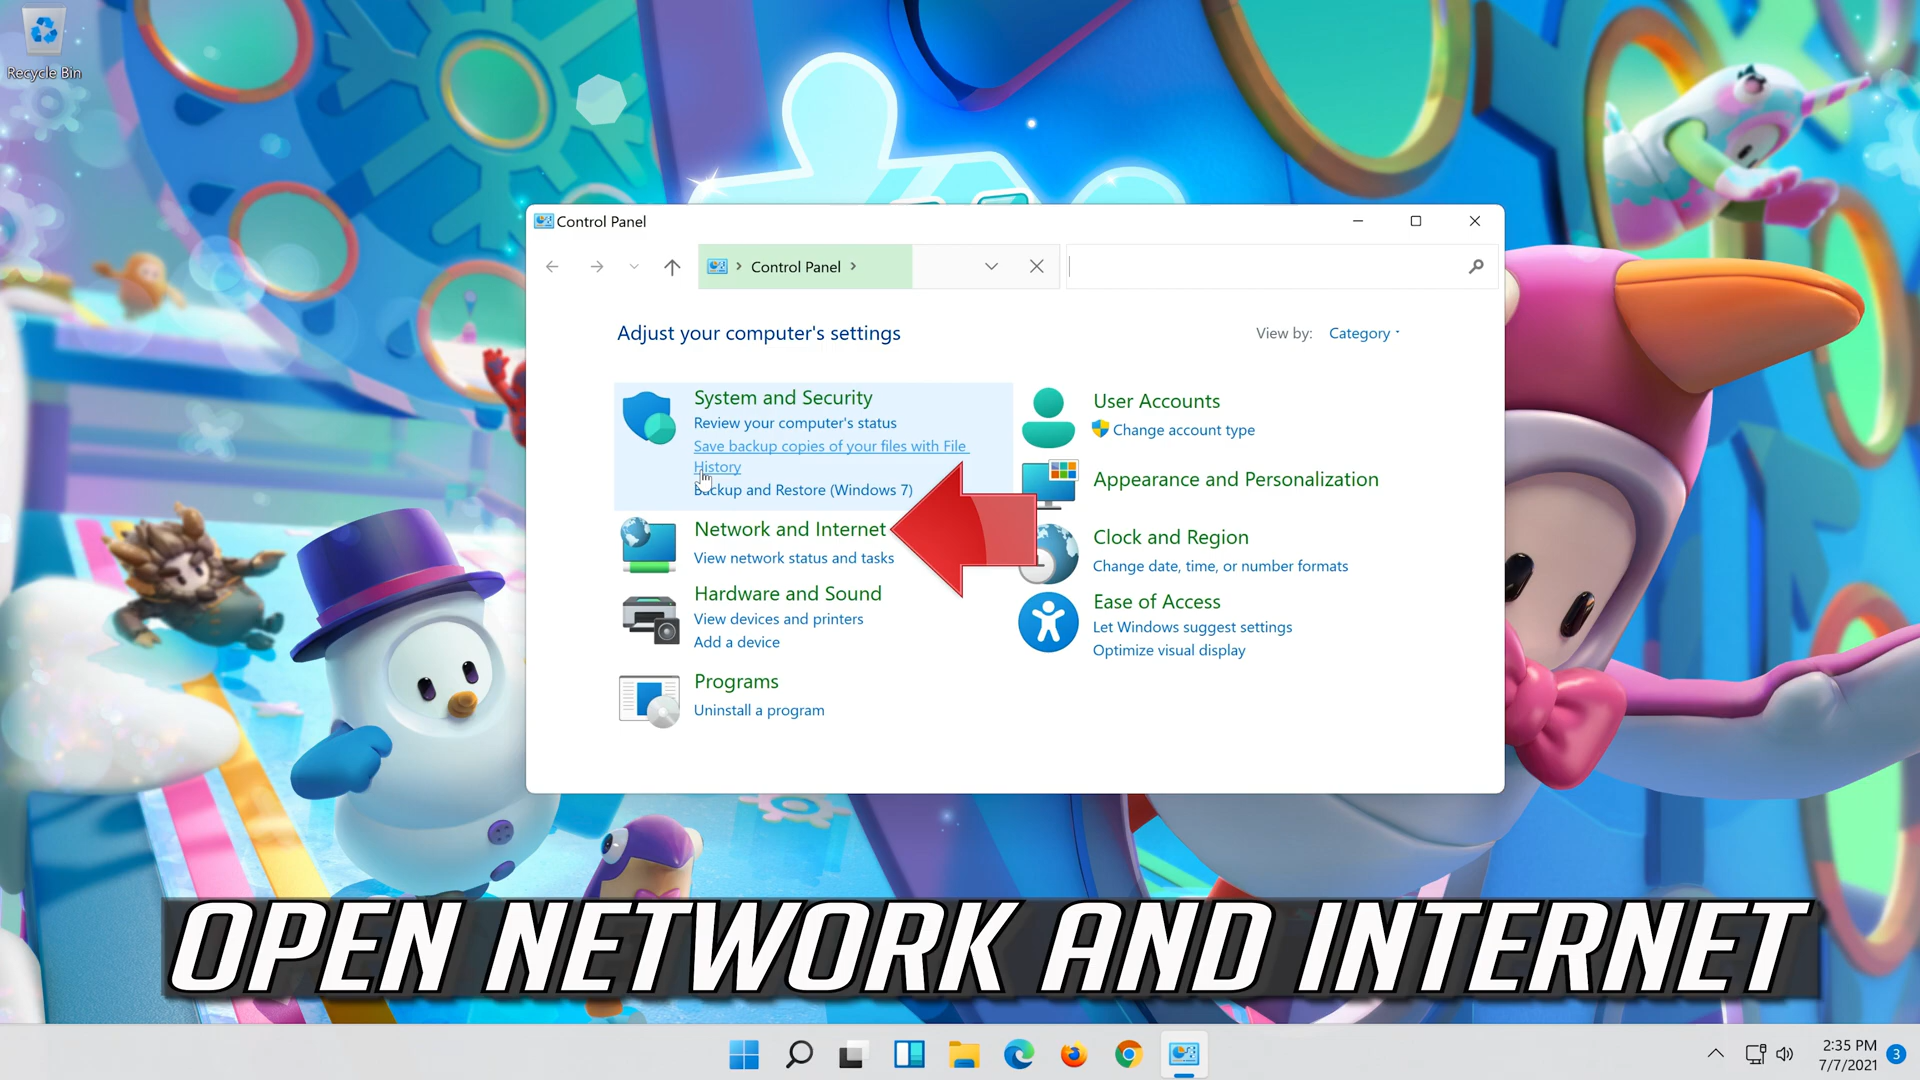 Recycle Bin
Control Panel
Control Panel
Adjust your computer's settings
View by: Category
System and Security
Review your computer's status
Save backup copies of your files with File
History
Backup and Restore (Windows 7)
Network and Internet
View network status and tasks
Hardware and Sound
View devices and printers
Add a device
Programs
Uninstall a program
User Accounts
Change account type
Appearance and Personalization
Clock and Region
Change date, time, or number formats
Ease of Access
Let Windows suggest settings
Optimize visual display
OPEN NETWORK AND INTERNET
2:35 PM
7/7/2021
3